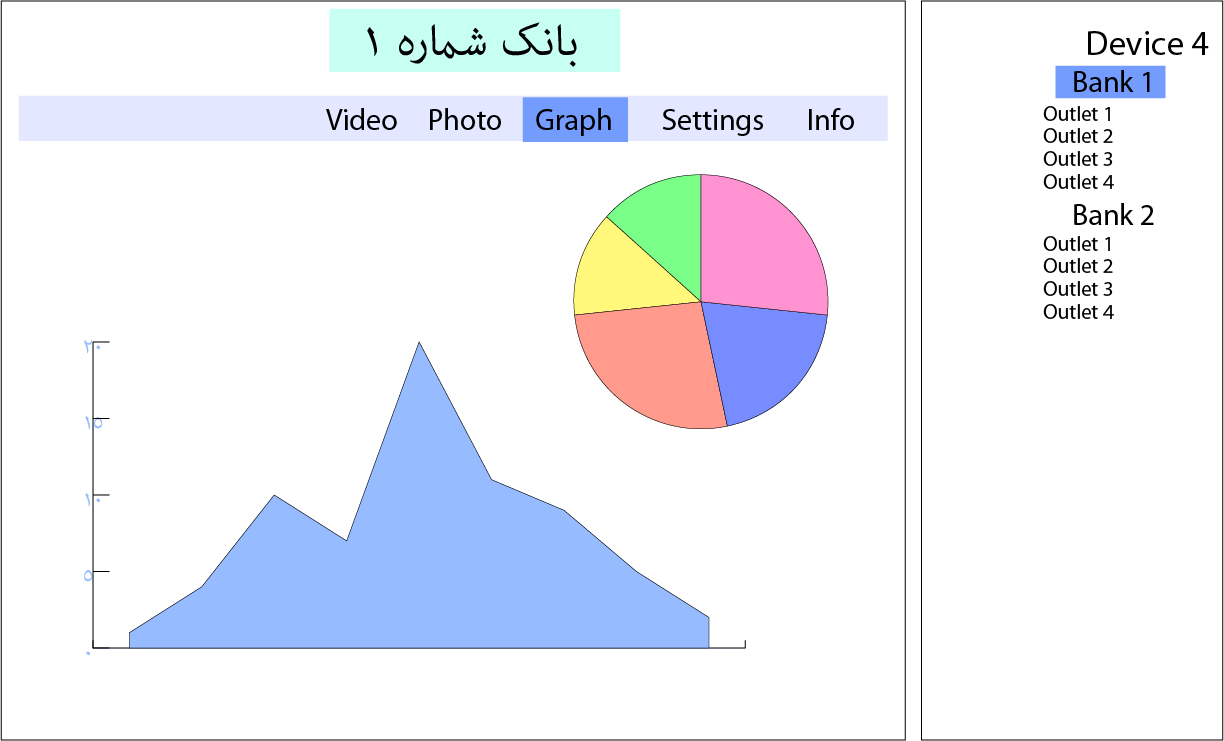 بانک شماره ۱
Video Photo Graph Settings Info
۲۰
۱۵
۱۰
۵
۰
Device 4
Bank 1
Outlet 1
Outlet 2
Outlet 3
Outlet 4
Bank 2
Outlet 1
Outlet 2
Outlet 3
Outlet 4